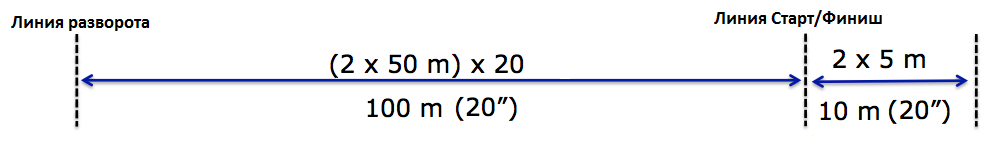 Линия разворота
Линия Старт/Финиш
(2 x 50 m) x 20
2 x 5 m
100 m (20”)
10 m (20”)